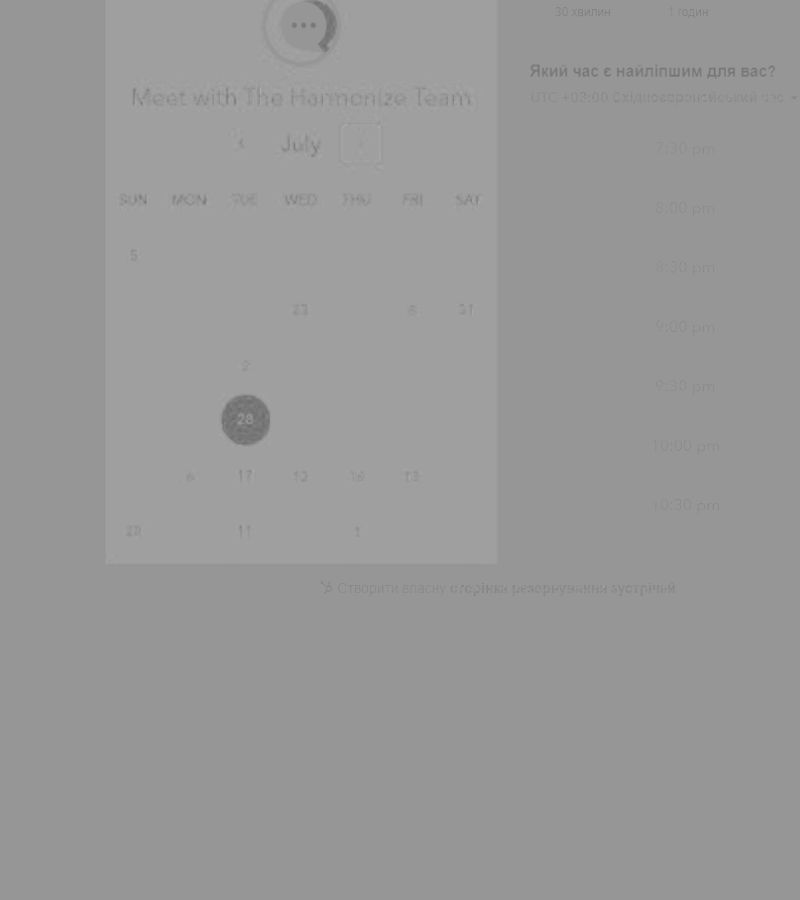 30 хвилин 1 годин
Meet with The Harmonize Team
Який час є найліпшим для вас?
UTC +03:00 Східноєвропейський час
‹ July ›
SUN MON TUE WED THU FRI SAT
5
23 6 31
2
28
6 17 12 16 13
28 11 1
7:30 pm
8:00 pm
8:30 pm
9:00 pm
9:30 pm
10:00 pm
10:30 pm
Створити власну сторінка резервування зустрічей